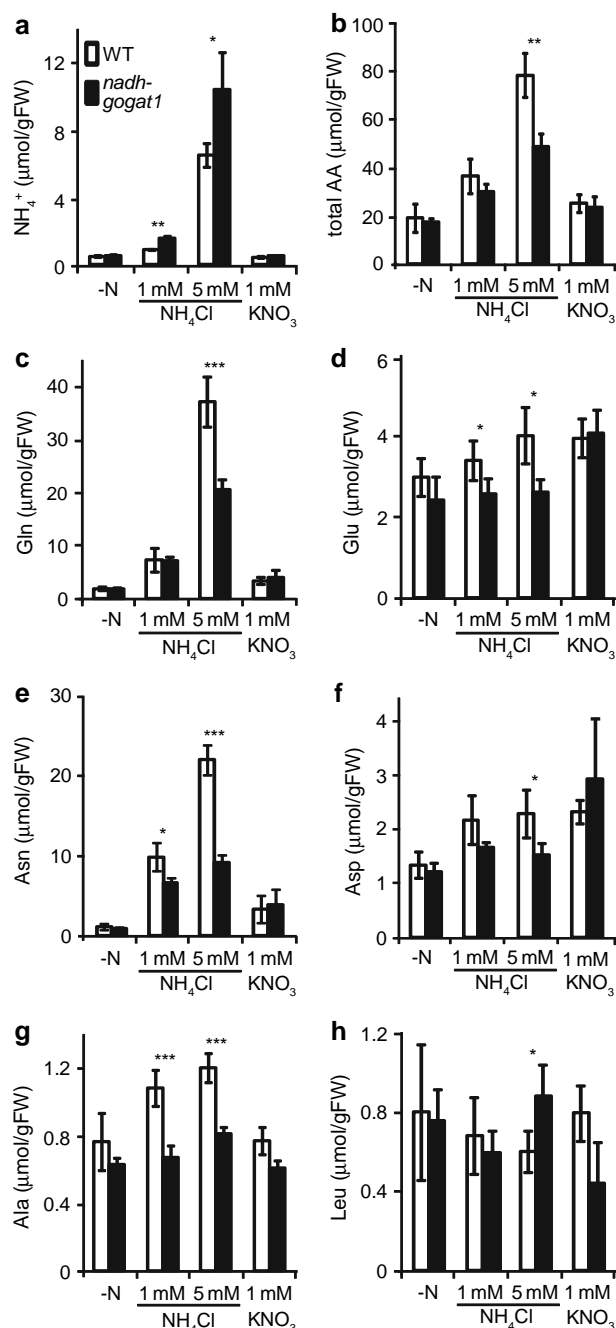 a
WT
nadh-
gogat1
*
**
NH₄⁺ (μmol/gFW)
12
8
4
0
-N 1 mM 5 mM 1 mM
NH₄Cl KNO₃
b
**
total AA (μmol/gFW)
100
80
60
40
20
0
-N 1 mM 5 mM 1 mM
NH₄Cl KNO₃
c
***
Gln (μmol/gFW)
40
30
20
10
0
-N 1 mM 5 mM 1 mM
NH₄Cl KNO₃
d
* *
Glu (μmol/gFW)
6
4
2
0
-N 1 mM 5 mM 1 mM
NH₄Cl KNO₃
e
***
*
Asn (μmol/gFW)
30
20
10
0
-N 1 mM 5 mM 1 mM
NH₄Cl KNO₃
f
*
Asp (μmol/gFW)
4
3
2
1
0
-N 1 mM 5 mM 1 mM
NH₄Cl KNO₃
g
*** ***
Ala (μmol/gFW)
1.2
0.8
0.4
0
-N 1 mM 5 mM 1 mM
NH₄Cl KNO₃
h
*
Leu (μmol/gFW)
1.2
0.8
0.4
0
-N 1 mM 5 mM 1 mM
NH₄Cl KNO₃